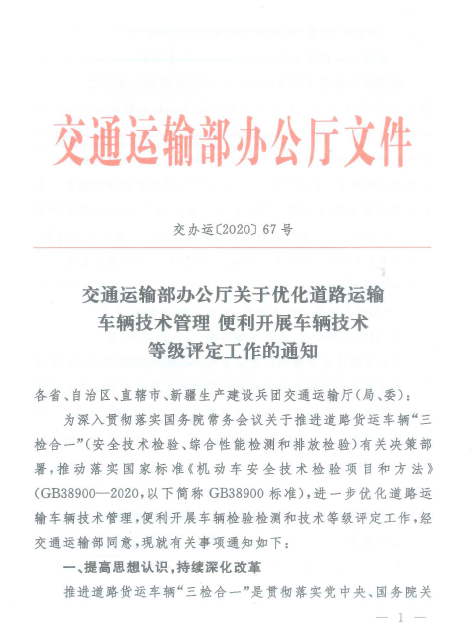 交通运输部办公厅文件
交办运〔2020〕67号
交通运输部办公厅关于优化道路运输
车辆技术管理 便利开展车辆技术
等级评定工作的通知
各省、自治区、直辖市、新疆生产建设兵团交通运输厅(局、委):
为深入贯彻落实国务院常务会议关于推进道路货运车辆“三
检合一”(安全技术检验、综合性能检测和排放检验)有关决策部
署,推动落实国家标准《机动车安全技术检验项目和方法》
(GB38900—2020,以下简称 GB38900 标准),进一步优化道路运
输车辆技术管理,便利开展车辆检验检测和技术等级评定工作,经
交通运输部同意,现就有关事项通知如下:
一、提高思想认识,持续深化改革
推进道路货运车辆“三检合一”是贯彻落实党中央、国务院关
— 1 —